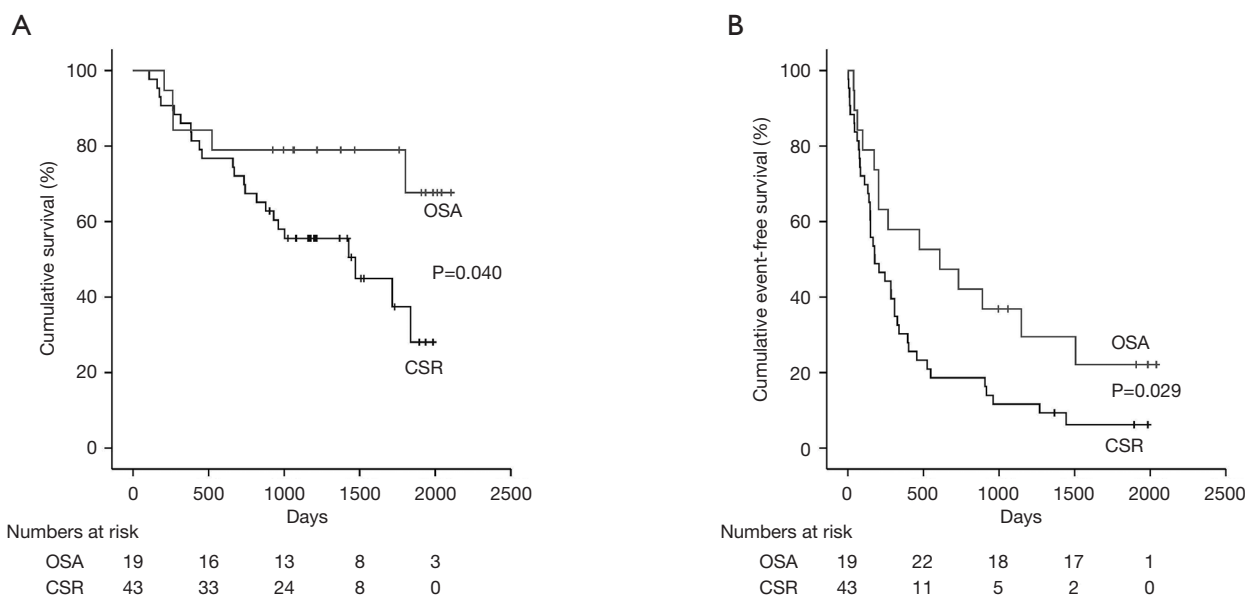 A
Cumulative survival (%)
100
80
60
40
20
0
OSA
P=0.040
CSR
0 500 1000 1500 2000 2500
Days
Numbers at risk
OSA 19 16 13 8 3
CSR 43 33 24 8 0
B
Cumulative event-free survival (%)
100
80
60
40
20
0
OSA
P=0.029
CSR
0 500 1000 1500 2000 2500
Days
Numbers at risk
OSA 19 22 18 17 1
CSR 43 11 5 2 0